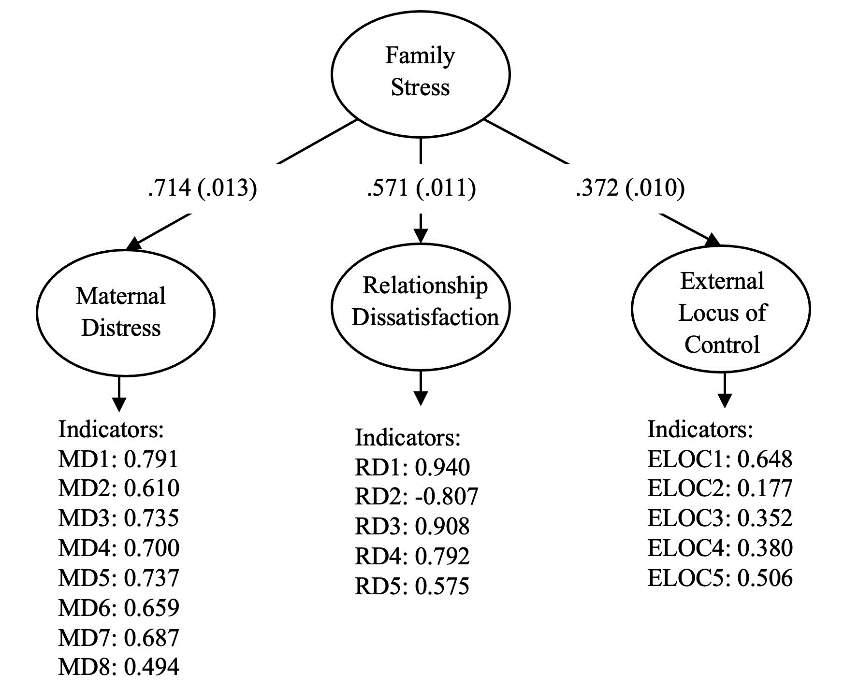 Family
Stress
.714 (.013)
.571 (.011)
.372 (.010)
Maternal
Distress
Relationship
Dissatisfaction
External
Locus of
Control
Indicators:
MD1: 0.791
MD2: 0.610
MD3: 0.735
MD4: 0.700
MD5: 0.737
MD6: 0.659
MD7: 0.687
MD8: 0.494
Indicators:
RD1: 0.940
RD2: -0.807
RD3: 0.908
RD4: 0.792
RD5: 0.575
Indicators:
ELOC1: 0.648
ELOC2: 0.177
ELOC3: 0.352
ELOC4: 0.380
ELOC5: 0.506